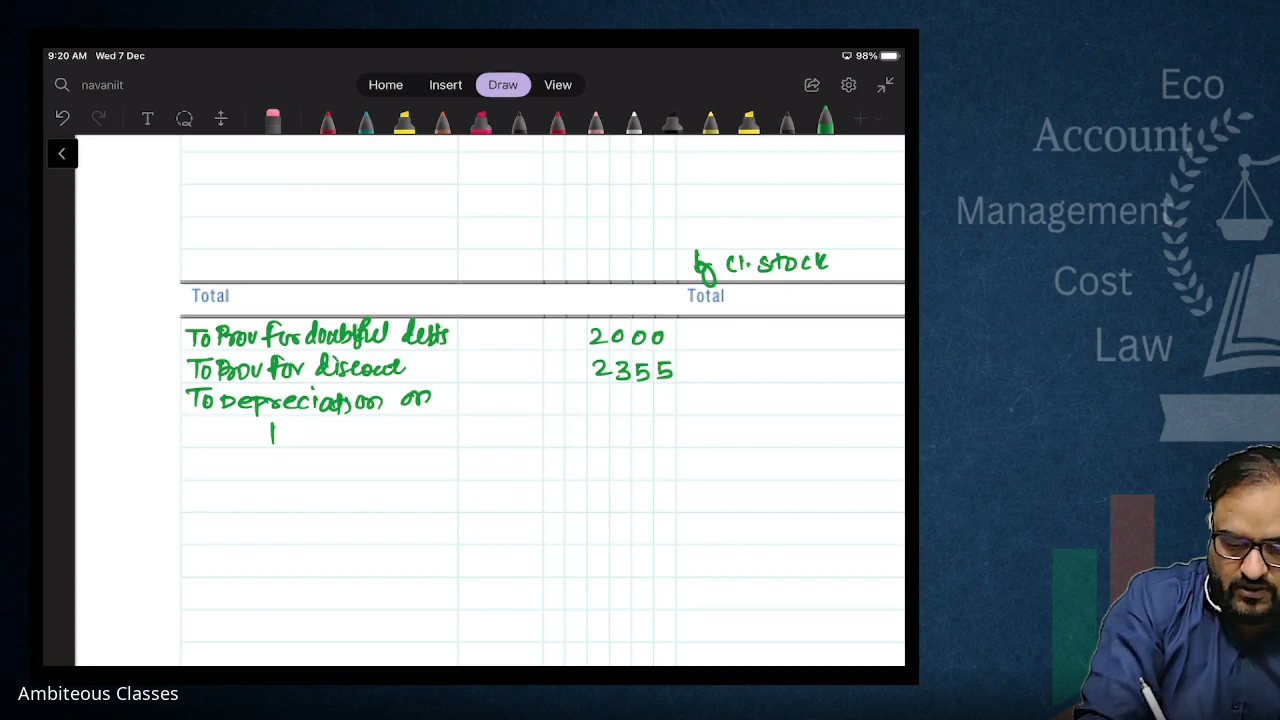 9:20 AM Wed 7 Dec
98%
navaniit
Home Insert Draw View
T
Eco
Account
Management
Cost
Law
by Cl. Stock
Total Total
To Prov for doubtful debts 2000
To Prov for discout 2355
To Depreciation on
Ambiteous Classes